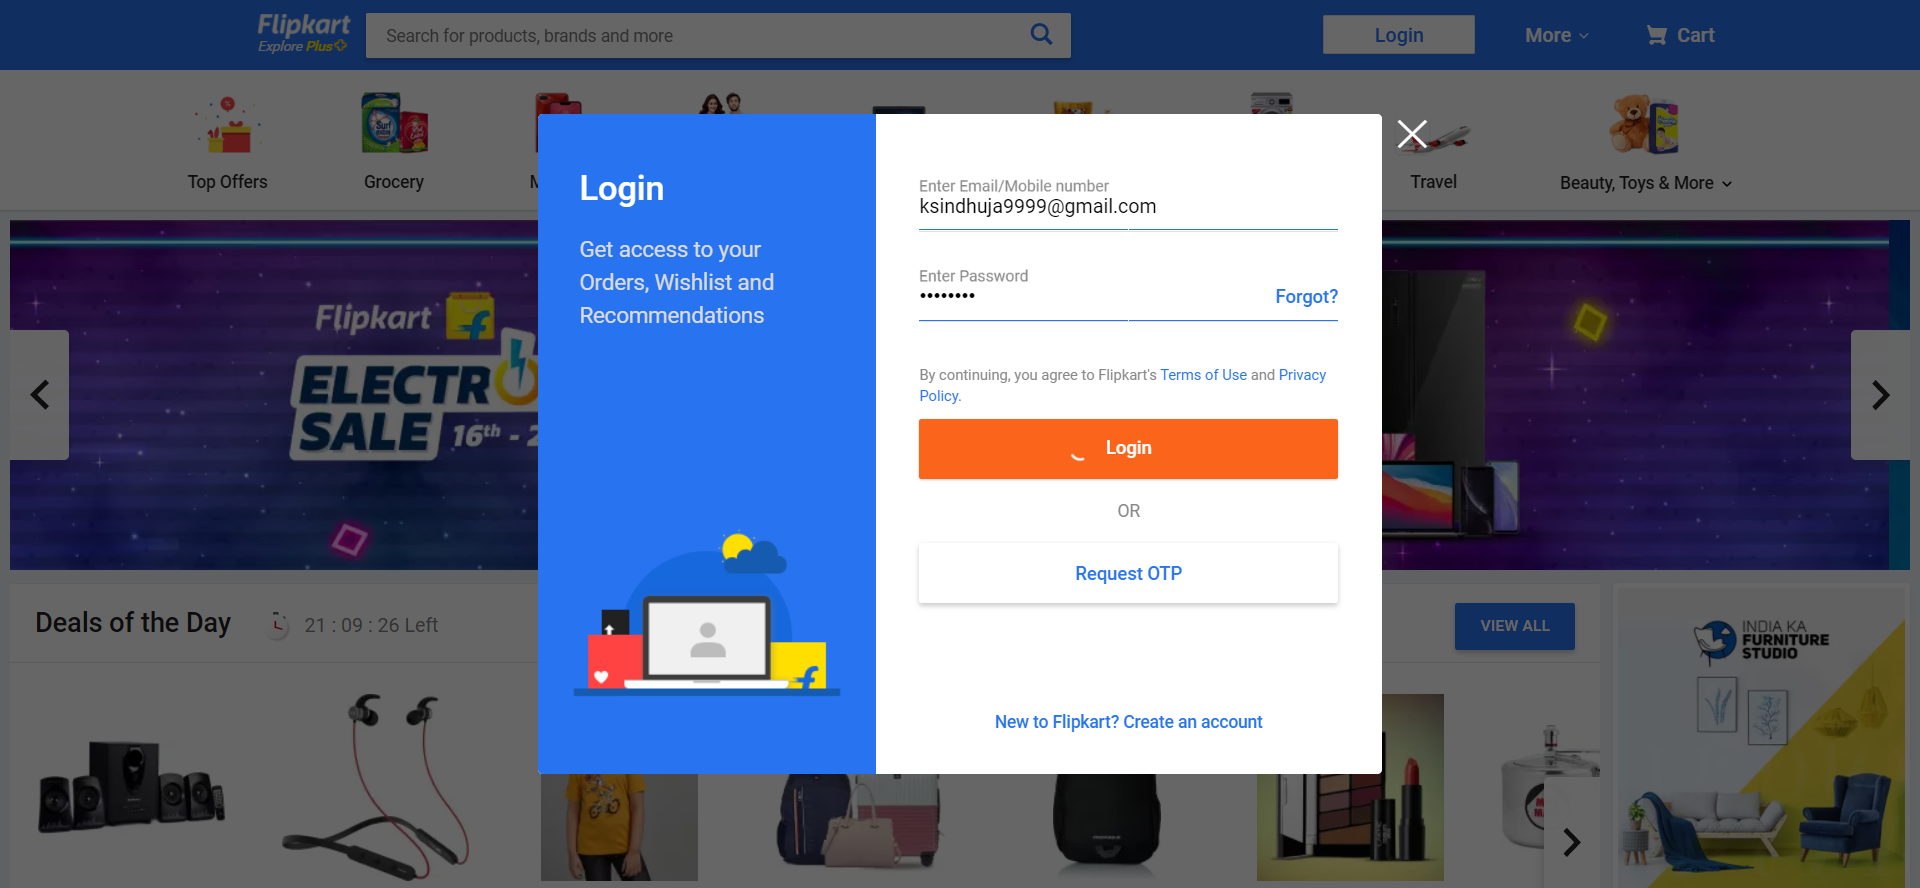 Flipkart
Explore Plus
Search for products, brands and more
Login
More
Cart
Top Offers
Grocery
Travel
Beauty, Toys & More
Login
Get access to your
Orders, Wishlist and
Recommendations
Enter Email/Mobile number
ksindhuja9999@gmail.com
Enter Password
••••••••
Forgot?
By continuing, you agree to Flipkart's Terms of Use and Privacy
Policy.
Login
OR
Request OTP
New to Flipkart? Create an account
Flipkart
ELECTR
SALE 16th - 2
Deals of the Day
21 : 09 : 26 Left
VIEW ALL
INDIA KA
FURNITURE
STUDIO